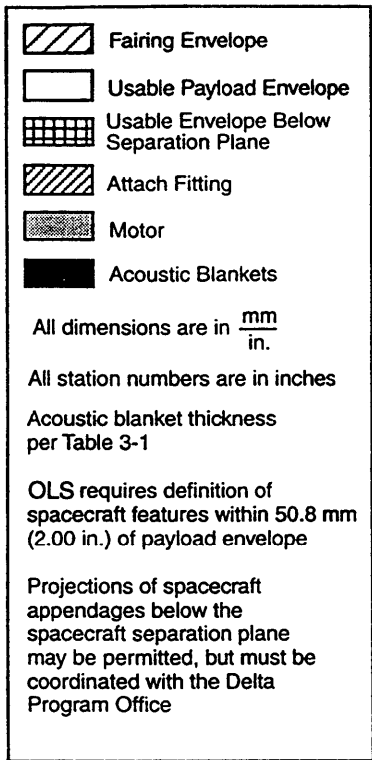 Fairing Envelope
Usable Payload Envelope
Usable Envelope Below
Separation Plane
Attach Fitting
Motor
Acoustic Blankets
All dimensions are in mm
in.
All station numbers are in inches
Acoustic blanket thickness
per Table 3-1
OLS requires definition of
spacecraft features within 50.8 mm
(2.00 in.) of payload envelope
Projections of spacecraft
appendages below the
spacecraft separation plane
may be permitted, but must be
coordinated with the Delta
Program Office